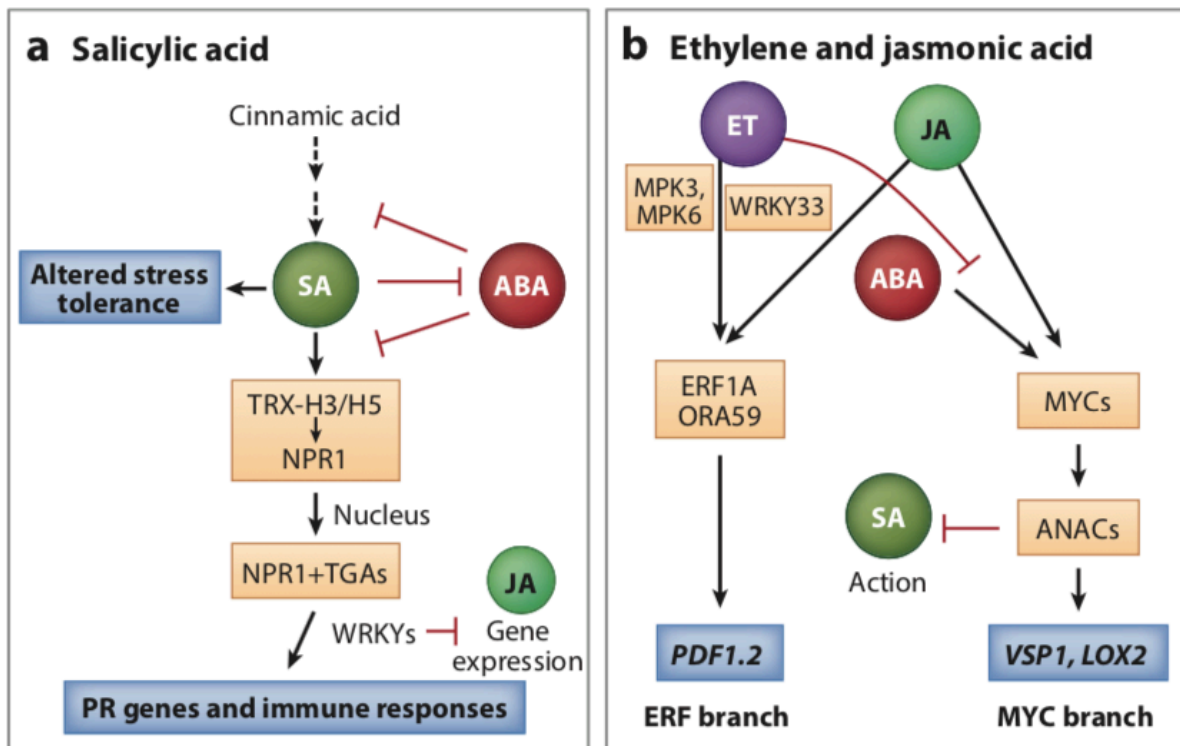 a Salicylic acid
Cinnamic acid
Altered stress
tolerance
SA
ABA
TRX-H3/H5
NPR1
Nucleus
NPR1+TGAs
JA
WRKYs
Gene
expression
PR genes and immune responses
b Ethylene and jasmonic acid
ET
JA
MPK3,
MPK6
WRKY33
ABA
ERF1A
ORA59
MYCs
SA
Action
ANACs
PDF1.2
VSP1, LOX2
ERF branch
MYC branch